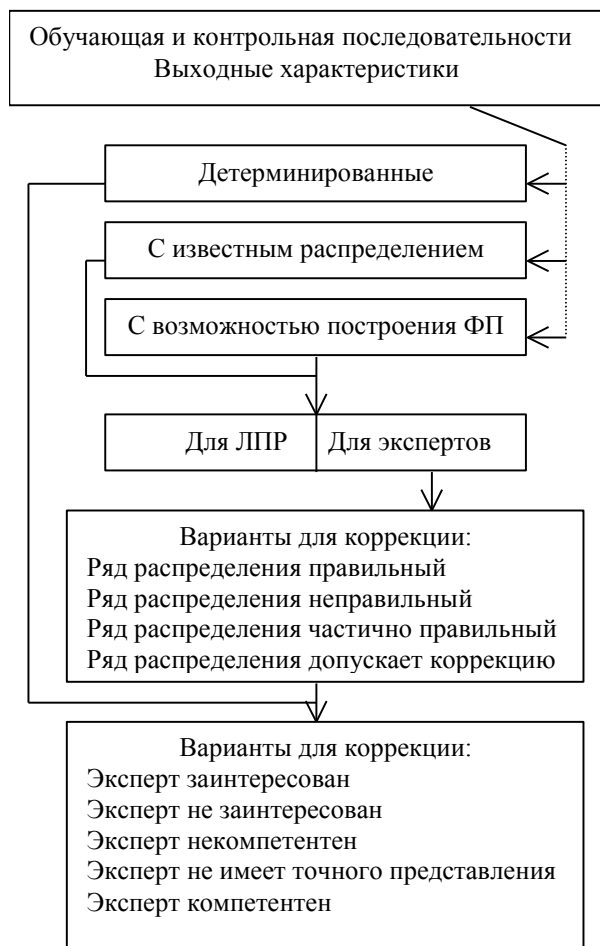 Обучающая и контрольная последовательности
Выходные характеристики
Детерминированные
С известным распределением
С возможностью построения ФП
Для ЛПР
Для экспертов
Варианты для коррекции:
Ряд распределения правильный
Ряд распределения неправильный
Ряд распределения частично правильный
Ряд распределения допускает коррекцию
Варианты для коррекции:
Эксперт заинтересован
Эксперт не заинтересован
Эксперт некомпетентен
Эксперт не имеет точного представления
Эксперт компетентен